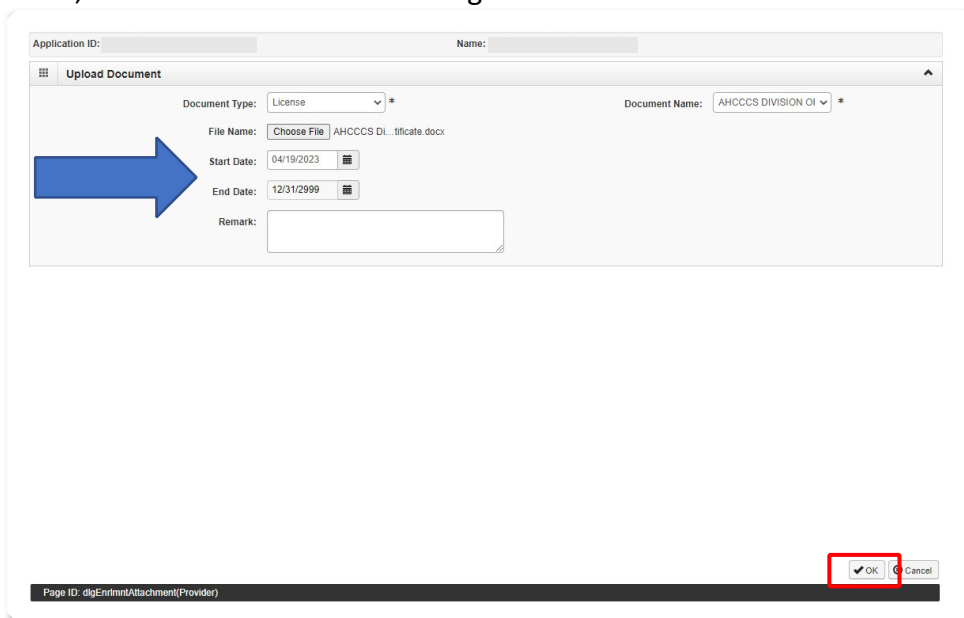 Application ID: Name:
Upload Document
Document Type: License * Document Name: AHCCCS DIVISION OI *
File Name: Choose File AHCCCS Di...tificate.docx
Start Date: 04/19/2023
End Date: 12/31/2999
Remark:
OK Cancel
Page ID: dlgEnrlmntAttachment(Provider)